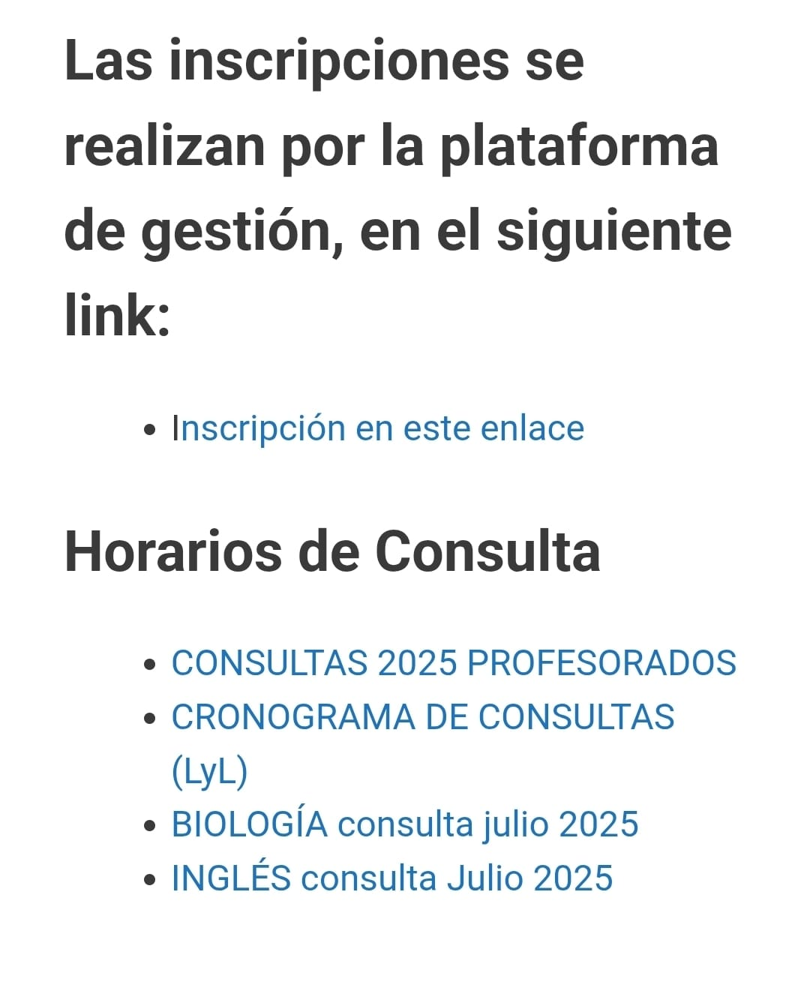 Las inscripciones se
realizan por la plataforma
de gestión, en el siguiente
link:
Inscripción en este enlace
Horarios de Consulta
CONSULTAS 2025 PROFESORADOS
CRONOGRAMA DE CONSULTAS
(LyL)
BIOLOGÍA consulta julio 2025
INGLÉS consulta Julio 2025